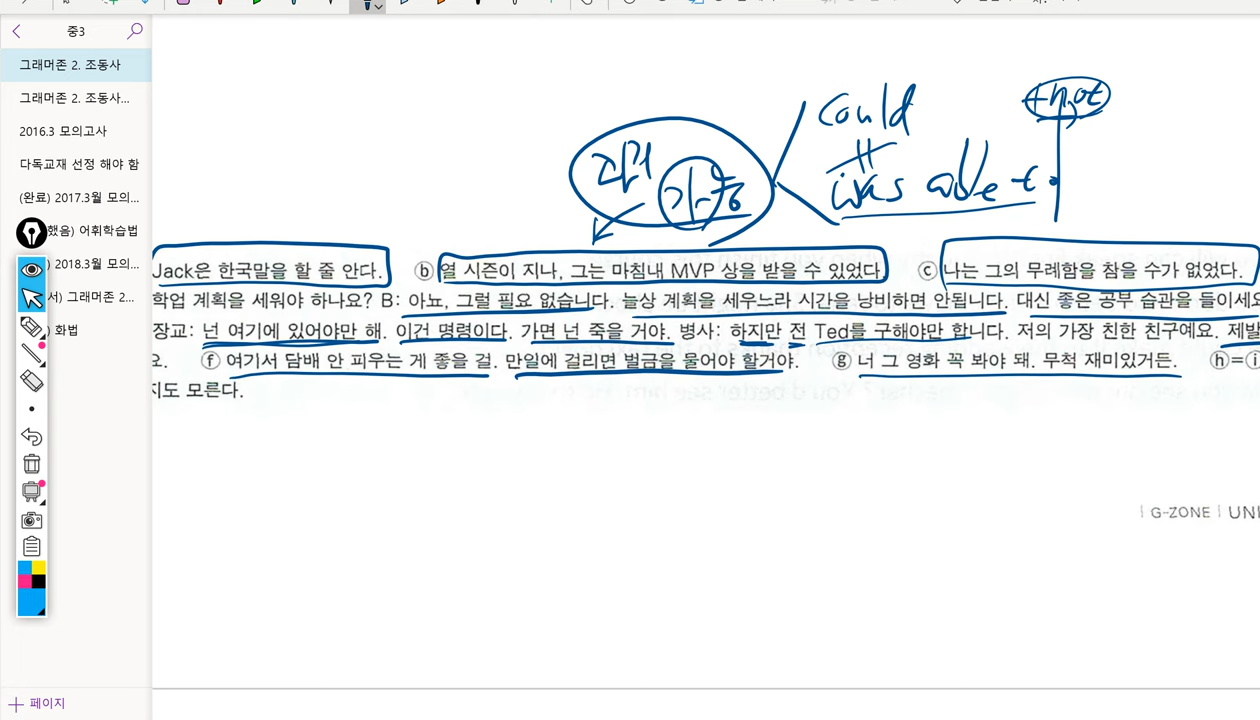 중3
그래머존 2. 조동사
그래머존 2. 조동사...
2016.3 모의고사
다독교재 선정 해야 함
(완료) 2017.3월 모의...
했음) 어휘학습법
) 2018.3월 모의...
서) 그래머존 2...
) 화법
페이지
could
+not
과거 가능
was able to
Jack은 한국말을 할 줄 안다. ⓑ 열 시즌이 지나, 그는 마침내 MVP 상을 받을 수 있었다. ⓒ 나는 그의 무례함을 참을 수가 없었다.
학업 계획을 세워야 하나요? B: 아뇨, 그럴 필요 없습니다. 늘상 계획을 세우느라 시간을 낭비하면 안됩니다. 대신 좋은 공부 습관을 들이세요
장교: 넌 여기에 있어야만 해. 이건 명령이다. 가면 넌 죽을 거야. 병사: 하지만 전 Ted를 구해야만 합니다. 저의 가장 친한 친구예요. 제발
요. ⓕ 여기서 담배 안 피우는 게 좋을 걸. 만일에 걸리면 벌금을 물어야 할거야. ⓖ 너 그 영화 꼭 봐야 돼. 무척 재미있거든. ⓗ=ⓘ
지도 모른다.
G-ZONE | UNI